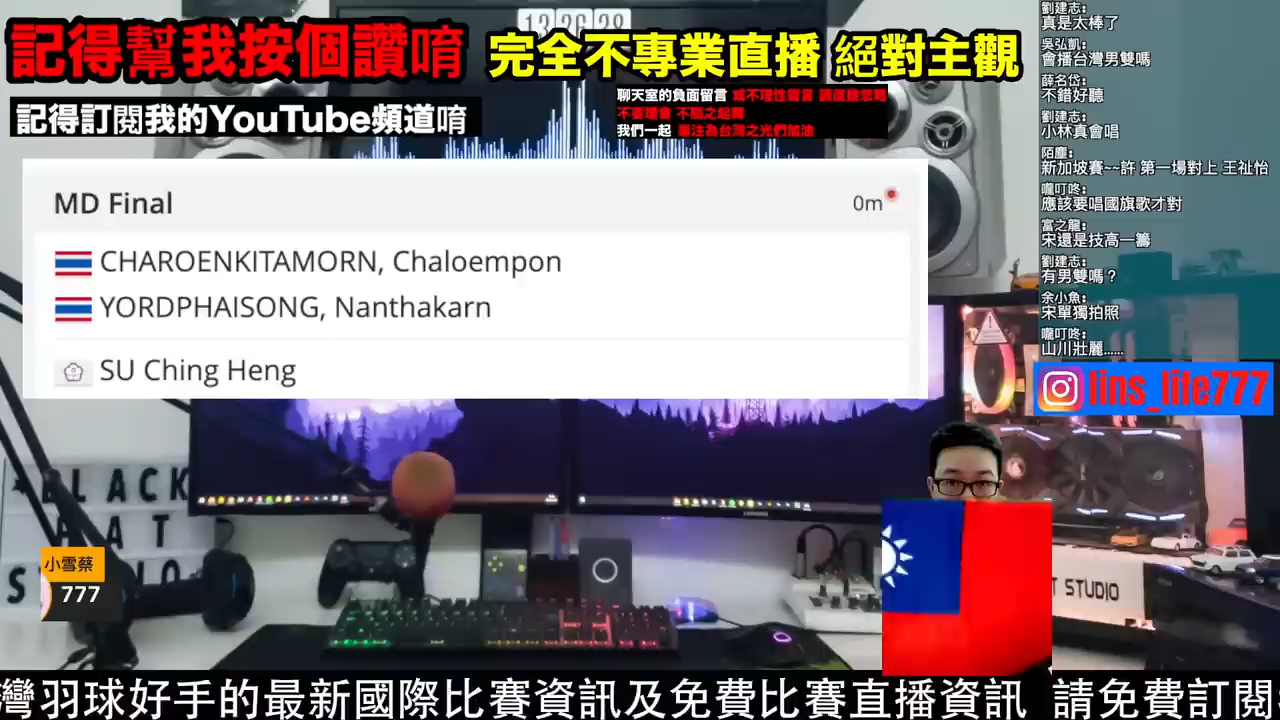 13 26 28
記得幫我按個讚唷
完全不專業直播 絕對主觀
記得訂閱我的YouTube頻道唷
聊天室的負面留言 或不理性留言 請直接忽略
不要理會 不隨之起舞
我們一起 專注為台灣之光們加油
MD Final
0m
CHAROENKITAMORN, Chaloempon
YORDPHAISONG, Nanthakarn
SU Ching Heng
劉建志:
真是太棒了
吳弘凱:
會播台灣男雙嗎
薛名岱:
不錯好聽
劉建志:
小林真會唱
陌塵:
新加坡賽~~許 第一場對上 王祉怡
嚨叮咚:
應該要唱國旗歌才對
富之龍:
宋還是技高一籌
劉建志:
有男雙嗎？
余小魚:
宋單獨拍照
嚨叮咚:
山川壯麗......
lins_life777
BLACK
CAT
STUDIO
小雪蔡
777
T STUDIO
灣羽球好手的最新國際比賽資訊及免費比賽直播資訊 請免費訂閱